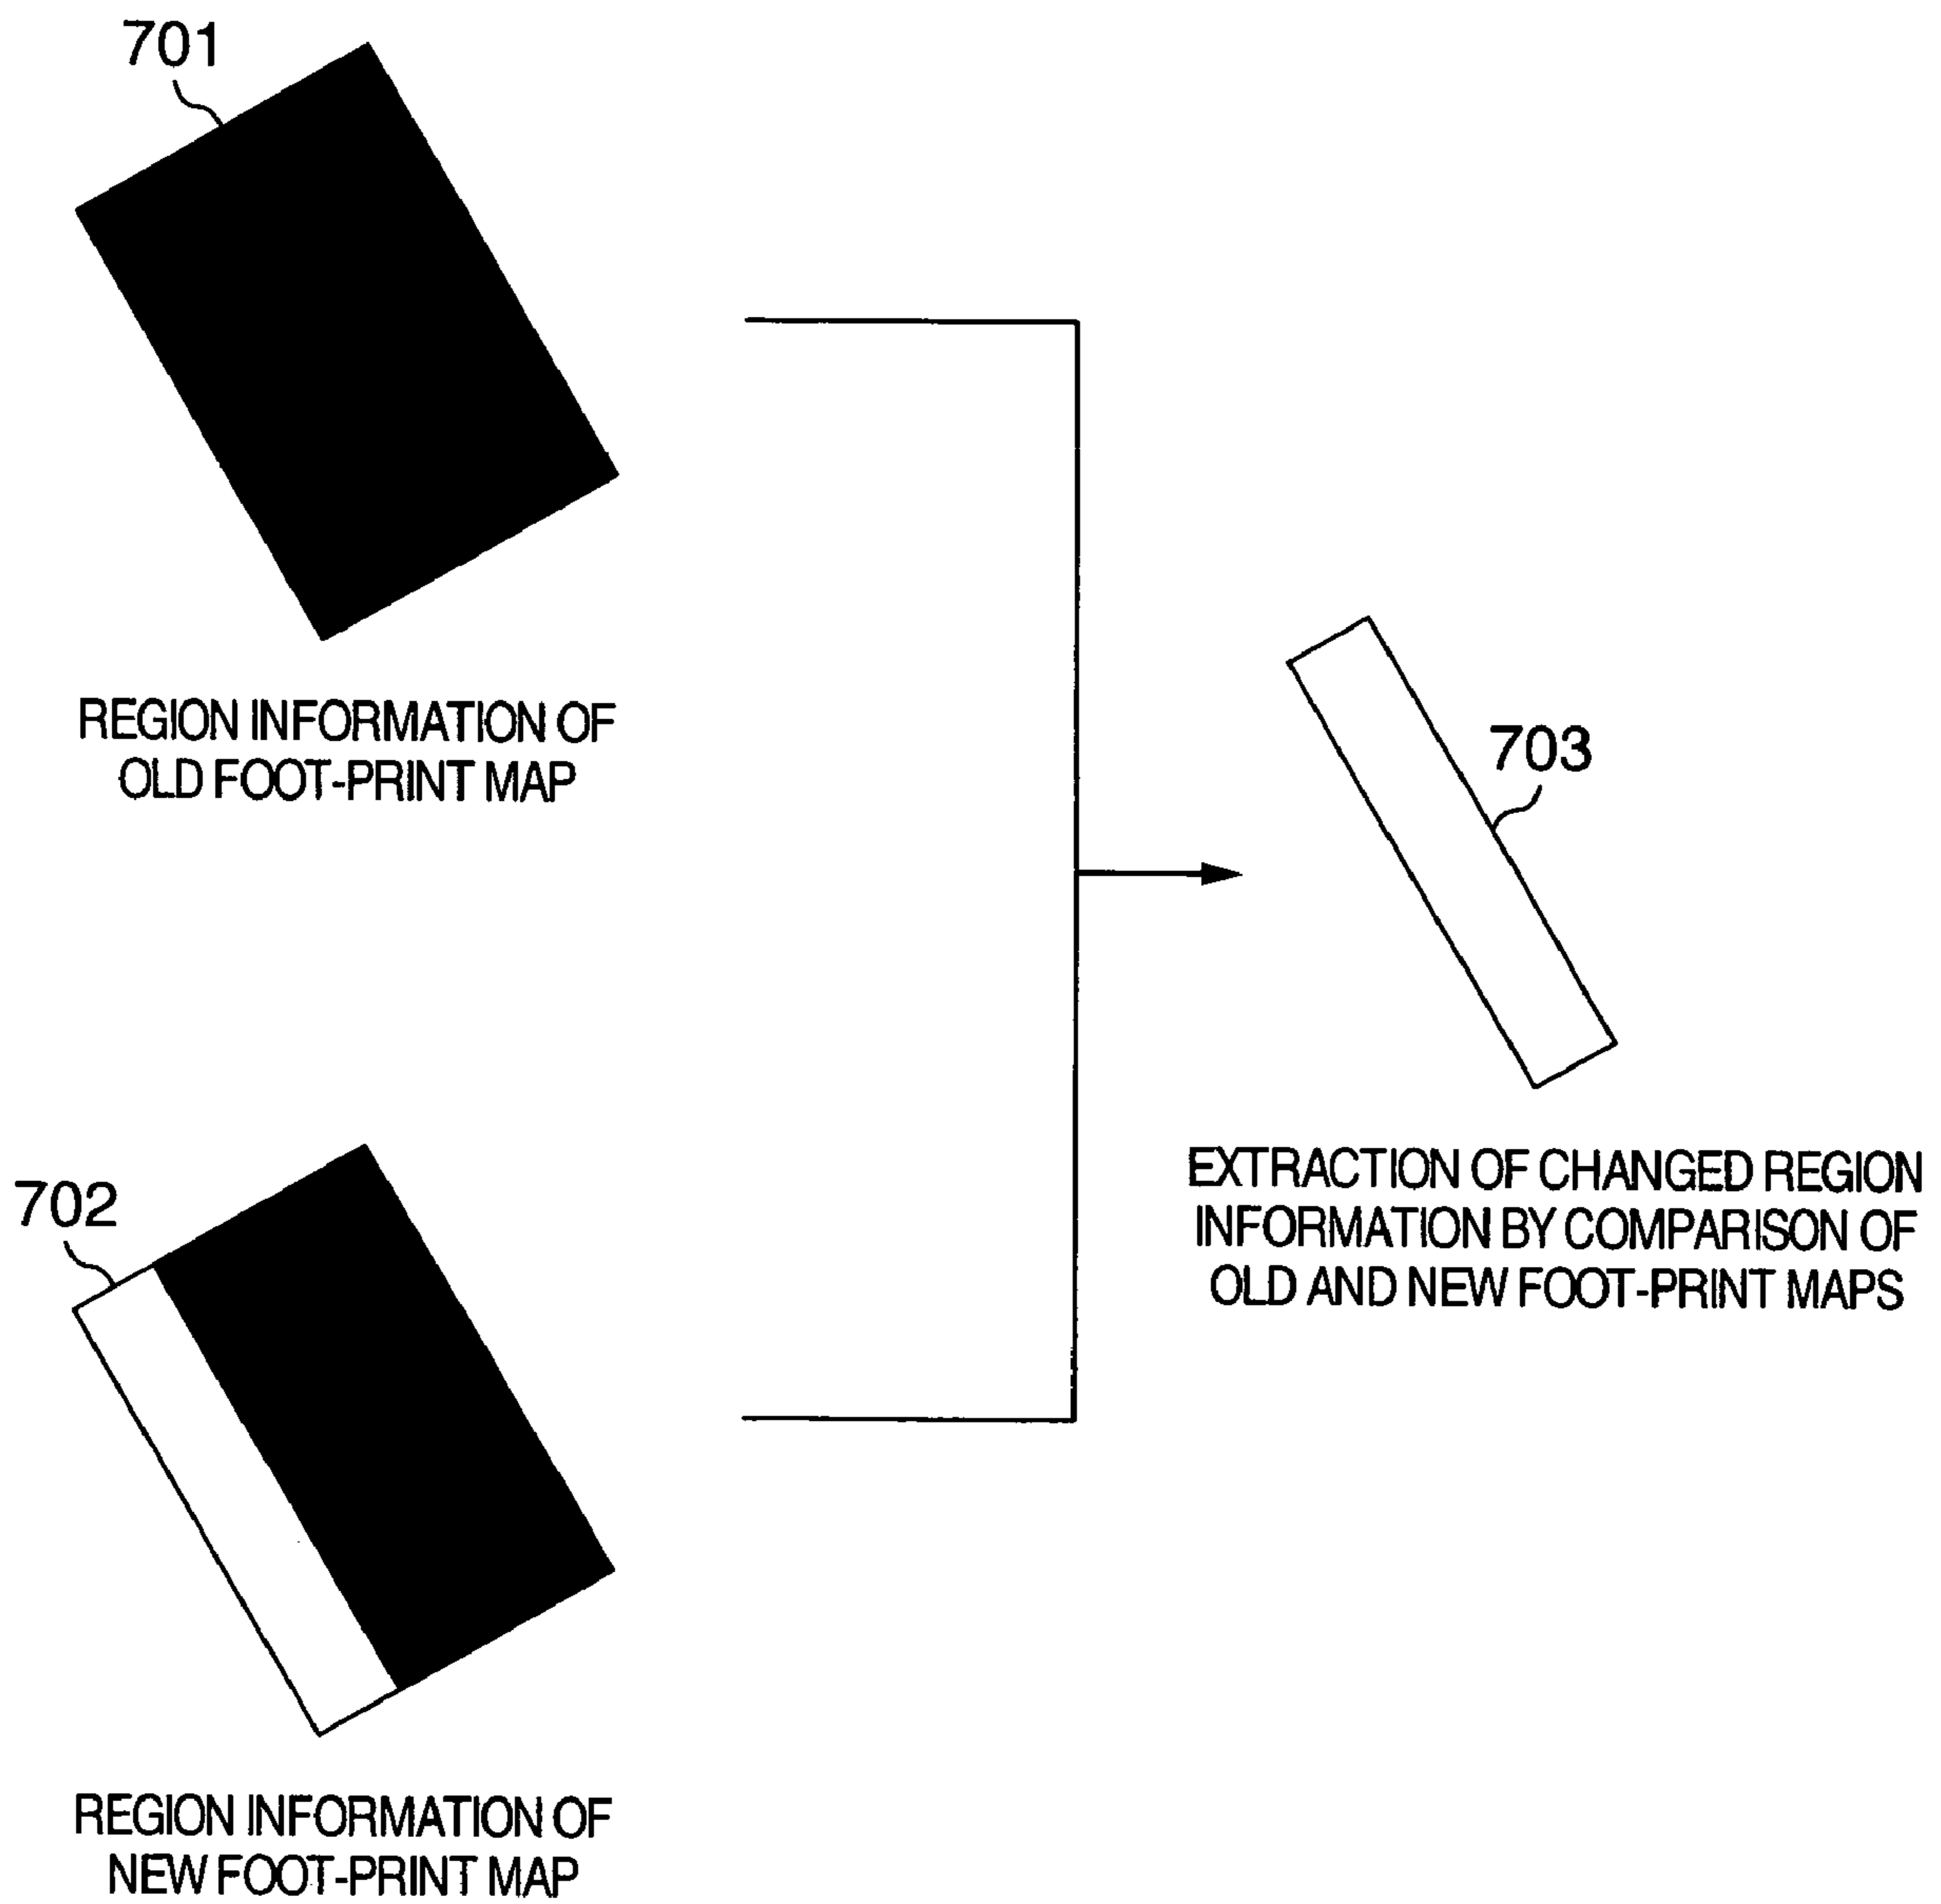 701
REGION INFORMATION OF
OLD FOOT-PRINT MAP
703
EXTRACTION OF CHANGED REGION
INFORMATION BY COMPARISON OF
OLD AND NEW FOOT-PRINT MAPS
702
REGION INFORMATION OF
NEW FOOT-PRINT MAP